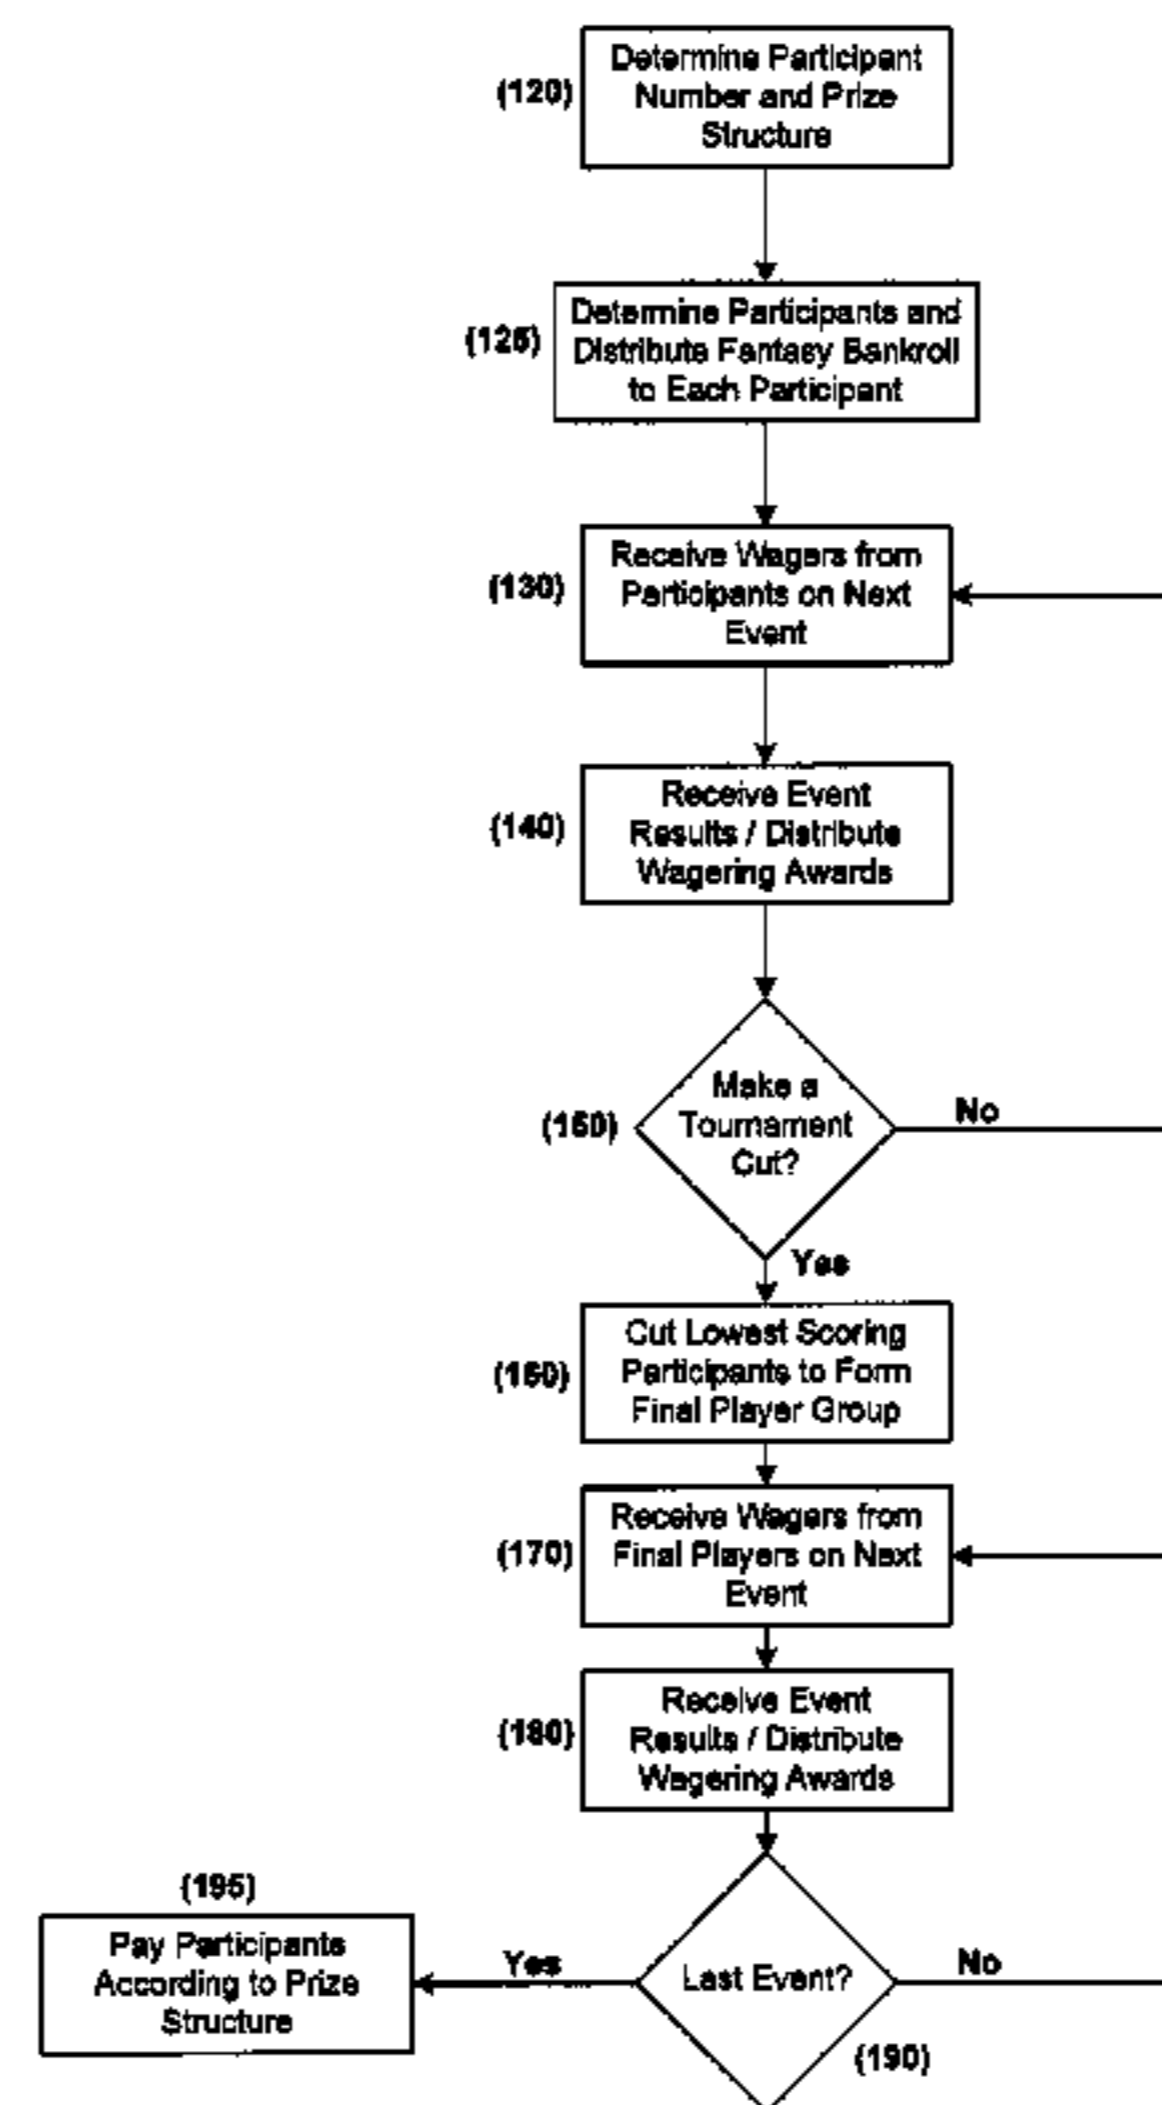 (120)
Determine Participant
Number and Prize
Structure
(125)
Determine Participants and
Distribute Fantasy Bankroll
to Each Participant
(130)
Receive Wagers from
Participants on Next
Event
(140)
Receive Event
Results / Distribute
Wagering Awards
(150)
Make a
Tournament
Cut?
No
Yes
(160)
Cut Lowest Scoring
Participants to Form
Final Player Group
(170)
Receive Wagers from
Final Players on Next
Event
(180)
Receive Event
Results / Distribute
Wagering Awards
(195)
Pay Participants
According to Prize
Structure
Yes
Last Event?
No
(190)